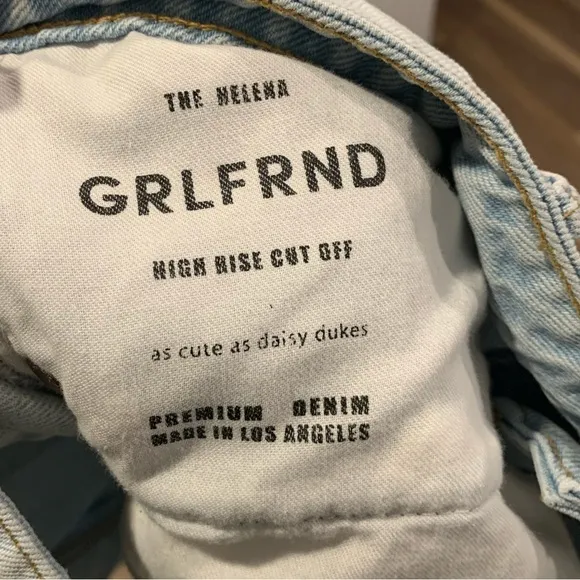 THE HELENA
GRLFRND
HIGH RISE CUT OFF
as cute as daisy dukes
PREMIUM DENIM
MADE IN LOS ANGELES